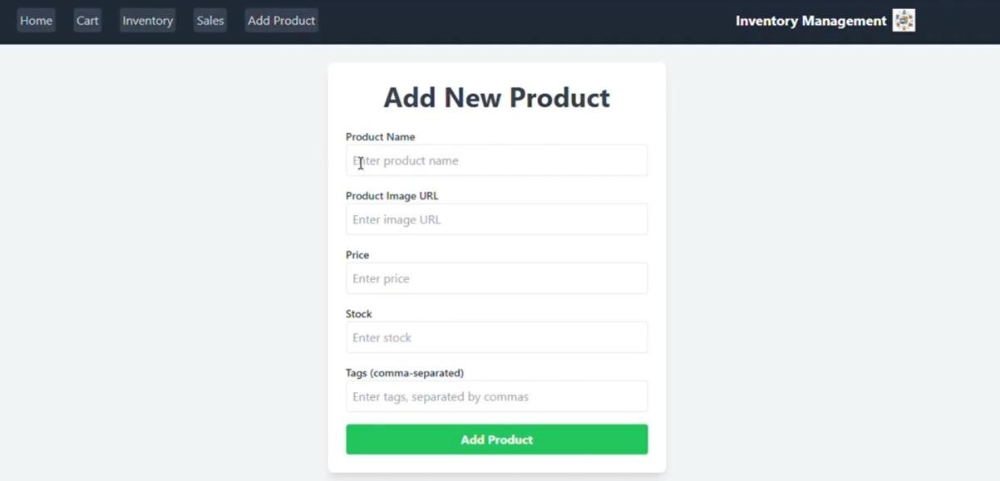 Home Cart Inventory Sales Add Product Inventory Management
Add New Product
Product Name
Enter product name
Product Image URL
Enter image URL
Price
Enter price
Stock
Enter stock
Tags (comma-separated)
Enter tags, separated by commas
Add Product